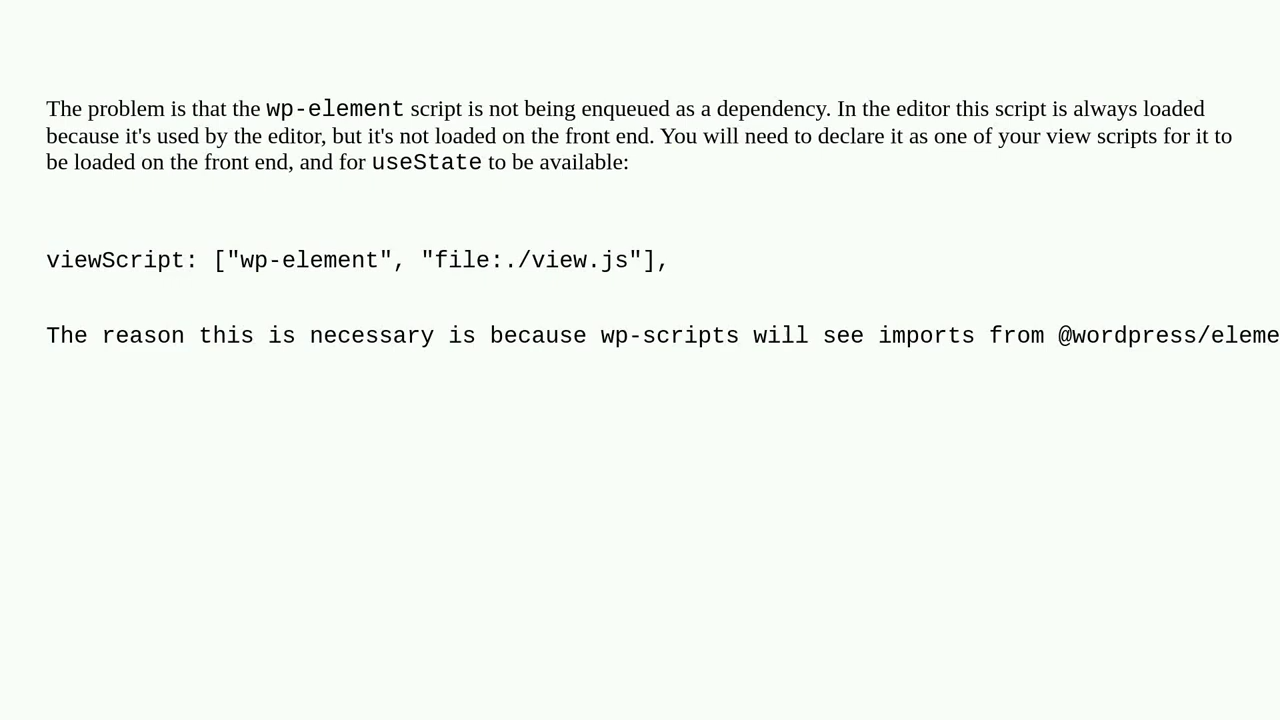 The problem is that the wp-element script is not being enqueued as a dependency. In the editor this script is always loaded
because it's used by the editor, but it's not loaded on the front end. You will need to declare it as one of your view scripts for it to
be loaded on the front end, and for useState to be available:
viewScript: ["wp-element", "file:./view.js"],
The reason this is necessary is because wp-scripts will see imports from @wordpress/eleme